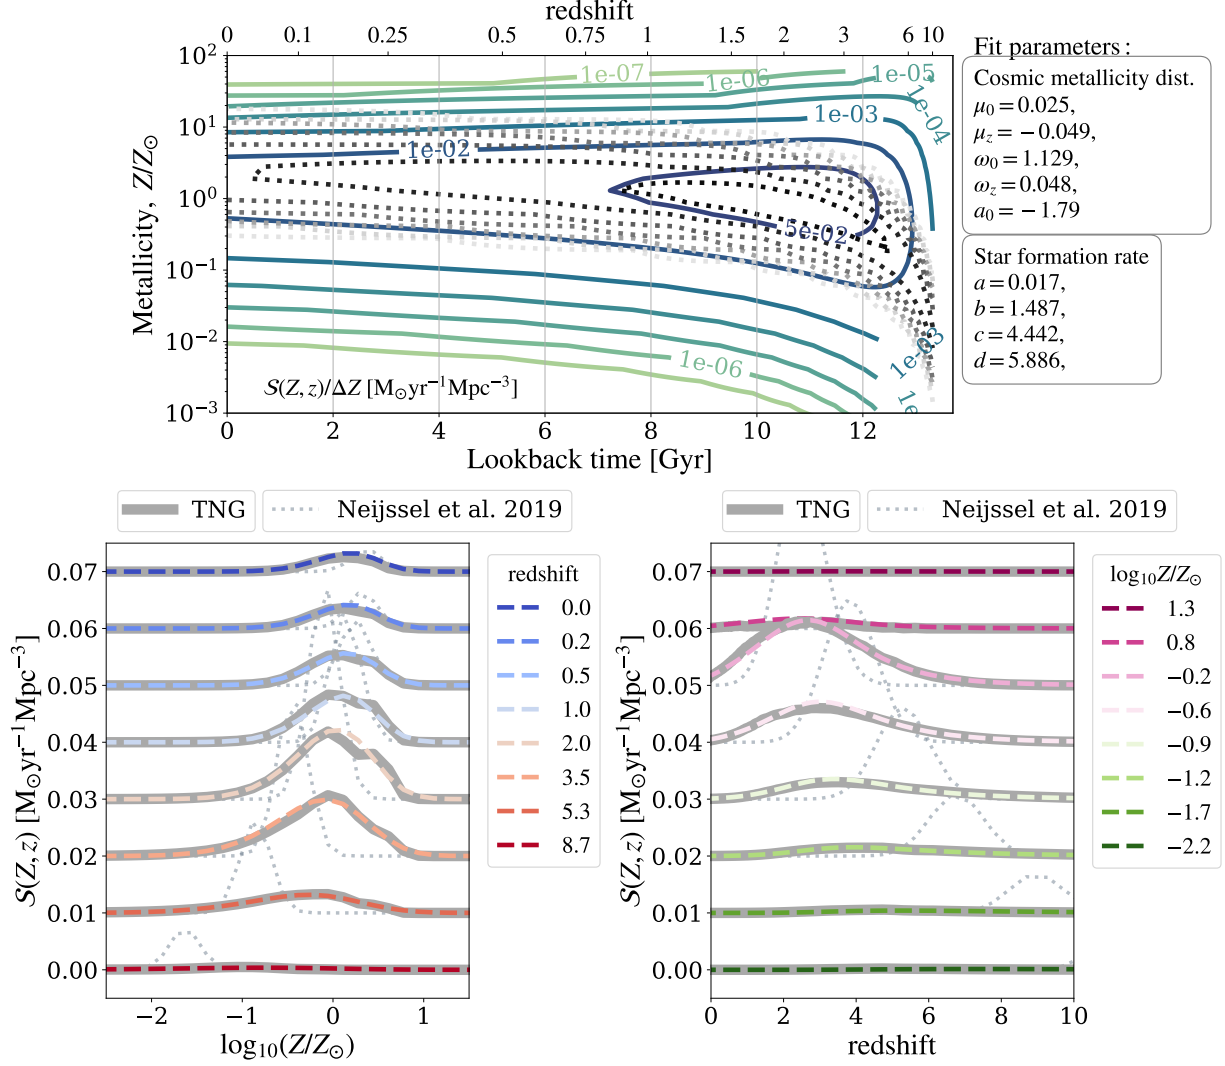 redshift
0 0.1 0.25 0.5 0.75 1 1.5 2 3 6 10
Metallicity, Z/Z⊙
10²
10¹
10⁰
10⁻¹
10⁻²
10⁻³
1e-07
1e-06
1e-05
1e-04
1e-03
1e-02
5e-02
1e-03
1e-06
S(Z, z)/ΔZ [M⊙yr⁻¹Mpc⁻³]
0 2 4 6 8 10 12
Lookback time [Gyr]
Fit parameters :
Cosmic metallicity dist.
μ₀ = 0.025,
μ_z = −0.049,
ω₀ = 1.129,
ω_z = 0.048,
a₀ = −1.79
Star formation rate
a = 0.017,
b = 1.487,
c = 4.442,
d = 5.886,
TNG
Neijssel et al. 2019
S(Z, z) [M⊙yr⁻¹Mpc⁻³]
0.07
0.06
0.05
0.04
0.03
0.02
0.01
0.00
−2 −1 0 1
log₁₀(Z/Z⊙)
redshift
0.0
0.2
0.5
1.0
2.0
3.5
5.3
8.7
TNG
Neijssel et al. 2019
S(Z, z) [M⊙yr⁻¹Mpc⁻³]
0.07
0.06
0.05
0.04
0.03
0.02
0.01
0.00
0 2 4 6 8 10
redshift
log₁₀Z/Z⊙
1.3
0.8
−0.2
−0.6
−0.9
−1.2
−1.7
−2.2